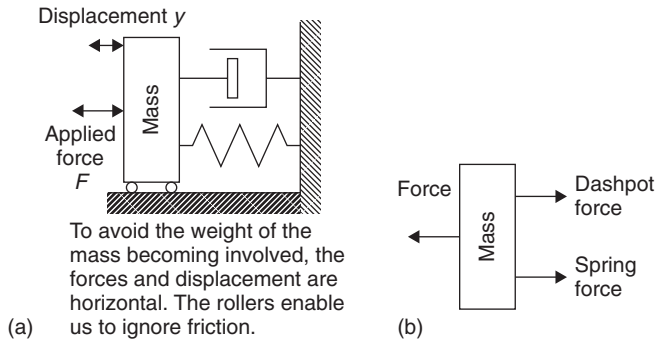 Displacement y
Mass
Applied
force
F
To avoid the weight of the
mass becoming involved, the
forces and displacement are
horizontal. The rollers enable
us to ignore friction.
(a)
Force
Mass
Dashpot
force
Spring
force
(b)